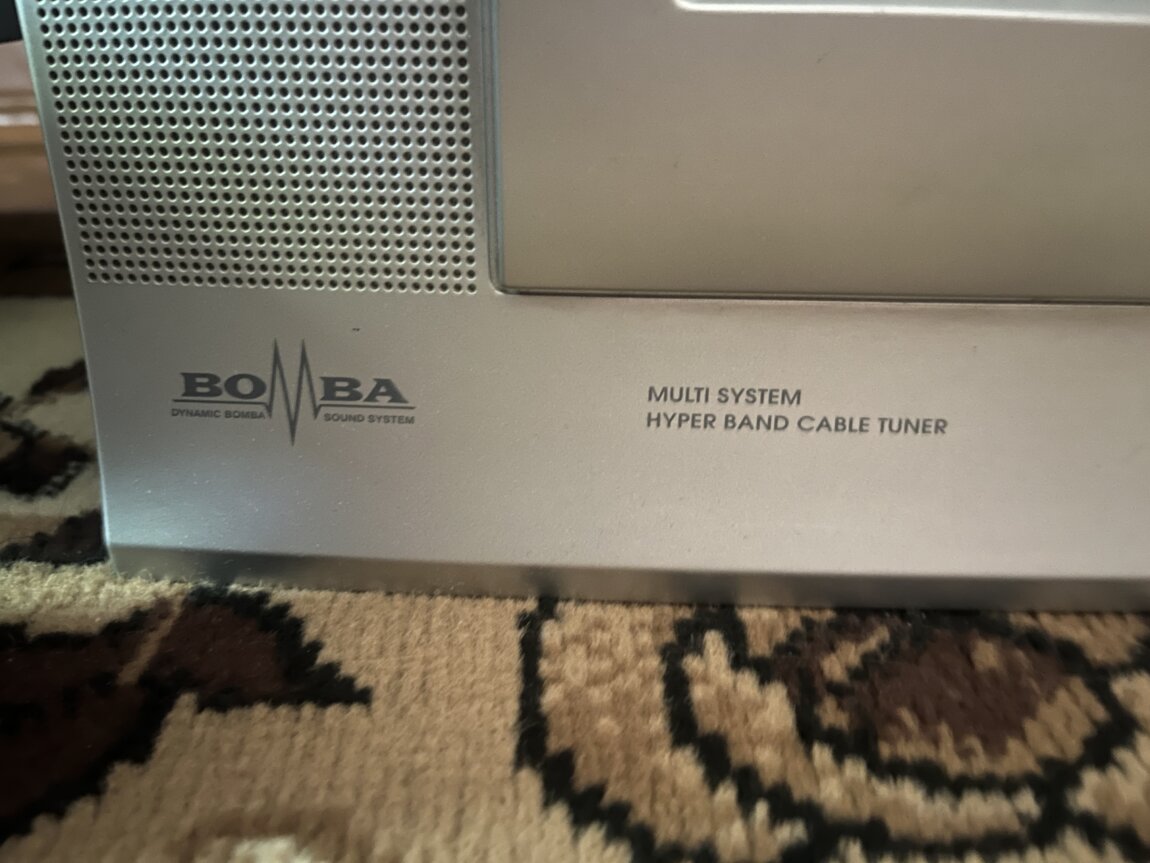 BOMBA
DYNAMIC BOMBA SOUND SYSTEM
MULTI SYSTEM
HYPER BAND CABLE TUNER